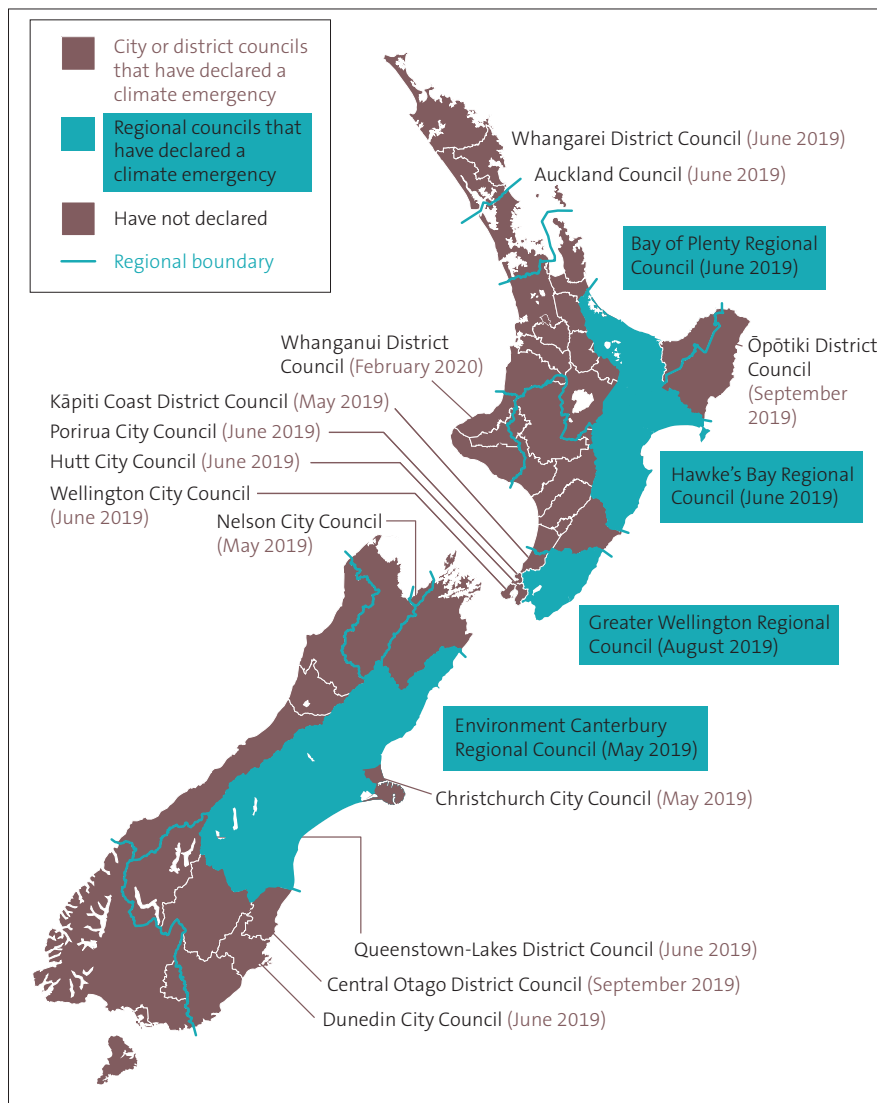 City or district councils
that have declared a
climate emergency
Regional councils that
have declared a
climate emergency
Have not declared
Regional boundary
Whangarei District Council (June 2019)
Auckland Council (June 2019)
Bay of Plenty Regional
Council (June 2019)
Ōpōtiki District
Council
(September
2019)
Whanganui District
Council (February 2020)
Kāpiti Coast District Council (May 2019)
Porirua City Council (June 2019)
Hutt City Council (June 2019)
Wellington City Council
(June 2019)
Nelson City Council
(May 2019)
Hawke's Bay Regional
Council (June 2019)
Greater Wellington Regional
Council (August 2019)
Environment Canterbury
Regional Council (May 2019)
Christchurch City Council (May 2019)
Queenstown-Lakes District Council (June 2019)
Central Otago District Council (September 2019)
Dunedin City Council (June 2019)